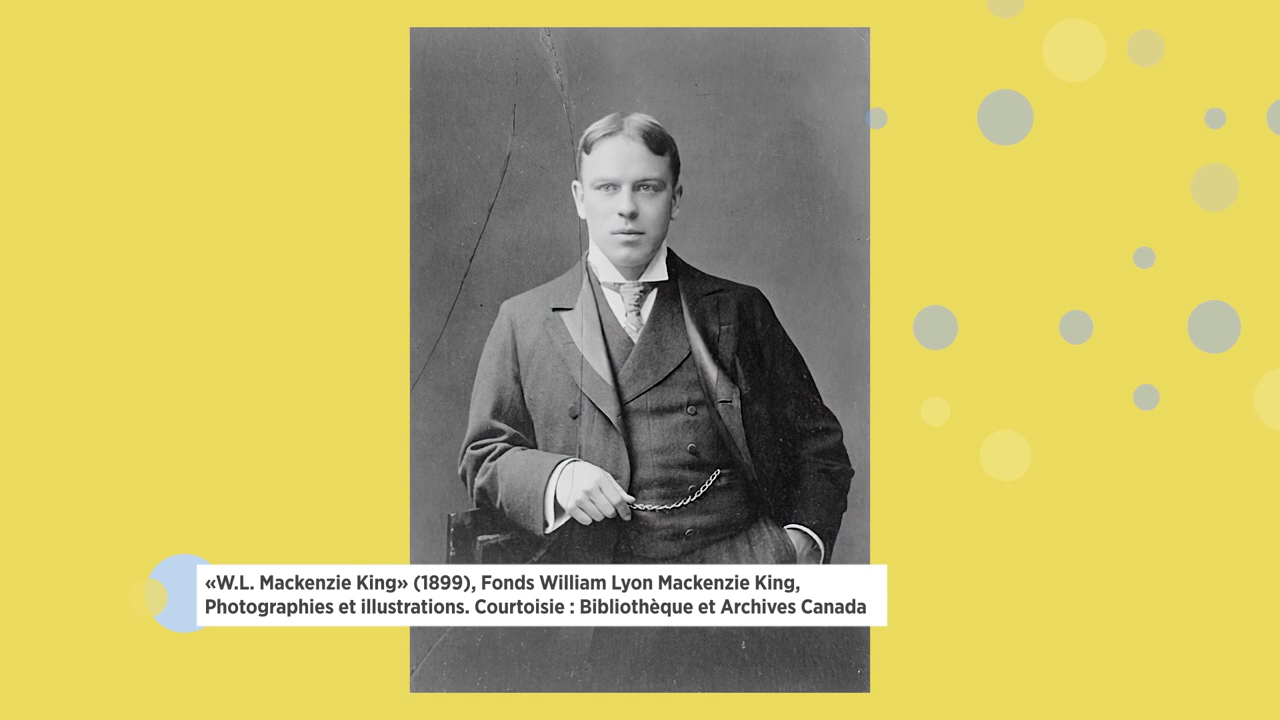 «W.L. Mackenzie King» (1899), Fonds William Lyon Mackenzie King,
Photographies et illustrations. Courtoisie : Bibliothèque et Archives Canada